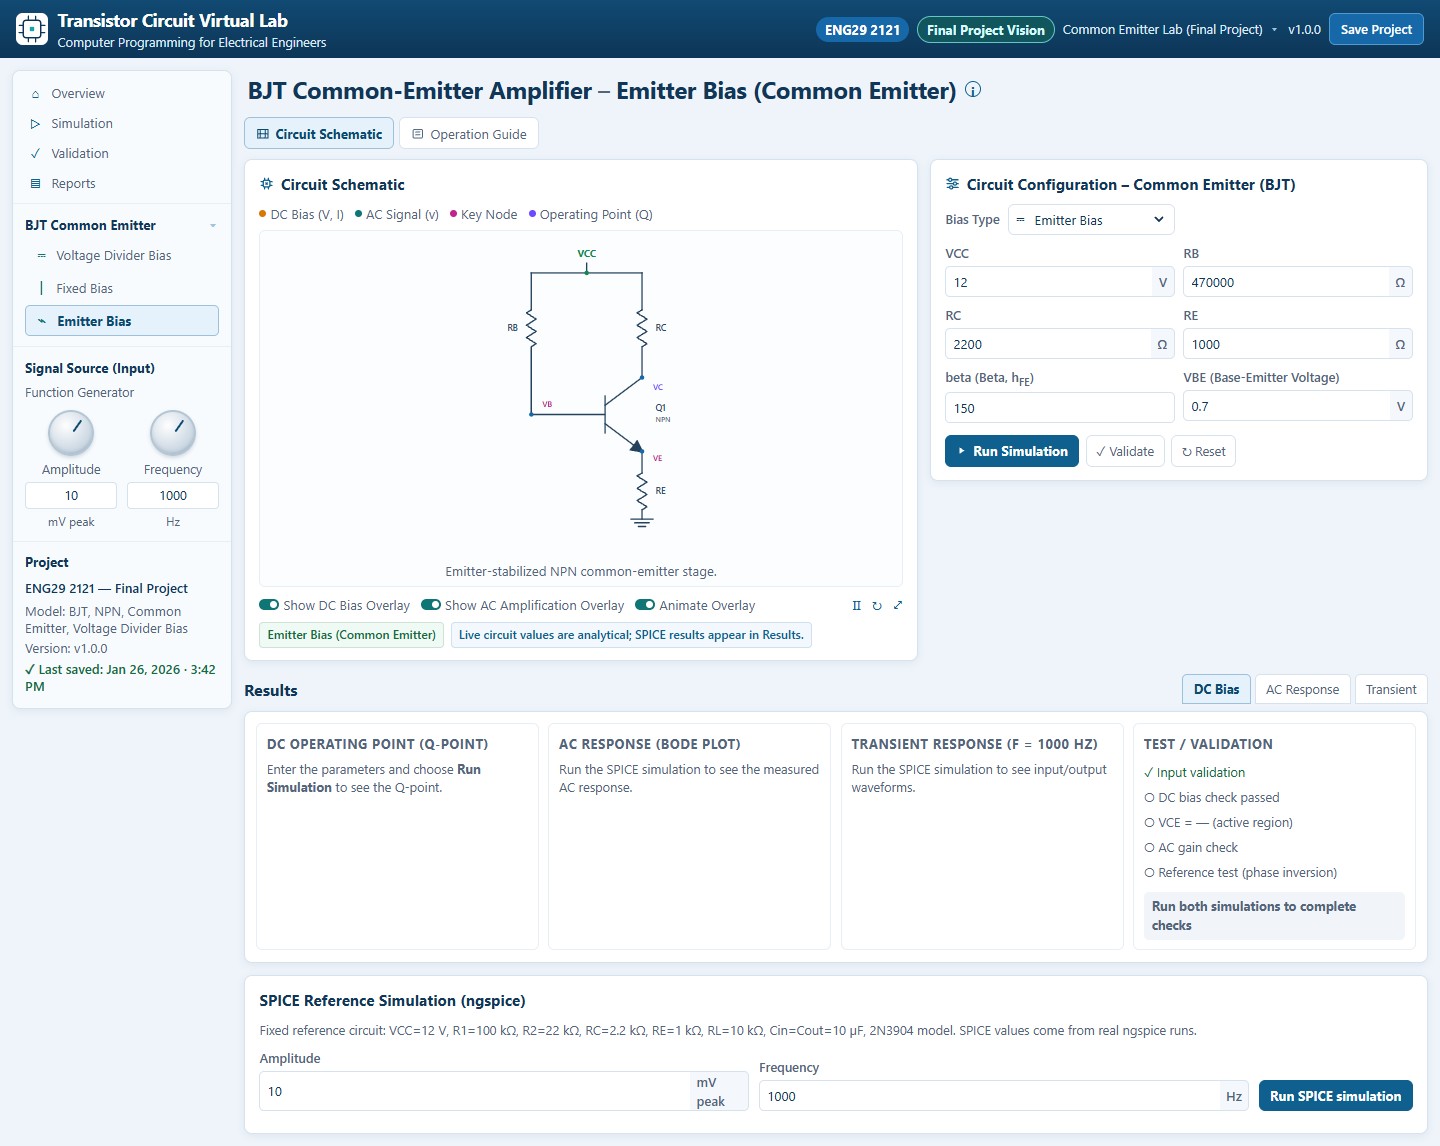 Transistor Circuit Virtual Lab
Computer Programming for Electrical Engineers
ENG29 2121
Final Project Vision
Common Emitter Lab (Final Project)
v1.0.0
Save Project
Overview
Simulation
Validation
Reports
BJT Common Emitter
Voltage Divider Bias
Fixed Bias
Emitter Bias
Signal Source (Input)
Function Generator
Amplitude
Frequency
10
1000
mV peak
Hz
Project
ENG29 2121 — Final Project
Model: BJT, NPN, Common
Emitter, Voltage Divider Bias
Version: v1.0.0
✓ Last saved: Jan 26, 2026 · 3:42
PM
BJT Common-Emitter Amplifier – Emitter Bias (Common Emitter)
Circuit Schematic
Operation Guide
Circuit Schematic
DC Bias (V, I)
AC Signal (v)
Key Node
Operating Point (Q)
VCC
RB
RC
VC
VB
Q1
NPN
VE
RE
Emitter-stabilized NPN common-emitter stage.
Show DC Bias Overlay
Show AC Amplification Overlay
Animate Overlay
Emitter Bias (Common Emitter)
Live circuit values are analytical; SPICE results appear in Results.
Circuit Configuration – Common Emitter (BJT)
Bias Type
Emitter Bias
VCC
RB
12 V
470000 Ω
RC
RE
2200 Ω
1000 Ω
beta (Beta, hFE)
VBE (Base-Emitter Voltage)
150
0.7 V
Run Simulation
✓ Validate
↻ Reset
Results
DC Bias
AC Response
Transient
DC OPERATING POINT (Q-POINT)
Enter the parameters and choose Run
Simulation to see the Q-point.
AC RESPONSE (BODE PLOT)
Run the SPICE simulation to see the measured
AC response.
TRANSIENT RESPONSE (F = 1000 HZ)
Run the SPICE simulation to see input/output
waveforms.
TEST / VALIDATION
✓ Input validation
○ DC bias check passed
○ VCE = — (active region)
○ AC gain check
○ Reference test (phase inversion)
Run both simulations to complete
checks
SPICE Reference Simulation (ngspice)
Fixed reference circuit: VCC=12 V, R1=100 kΩ, R2=22 kΩ, RC=2.2 kΩ, RE=1 kΩ, RL=10 kΩ, Cin=Cout=10 µF, 2N3904 model. SPICE values come from real ngspice runs.
Amplitude
10
mV
peak
Frequency
1000
Hz
Run SPICE simulation